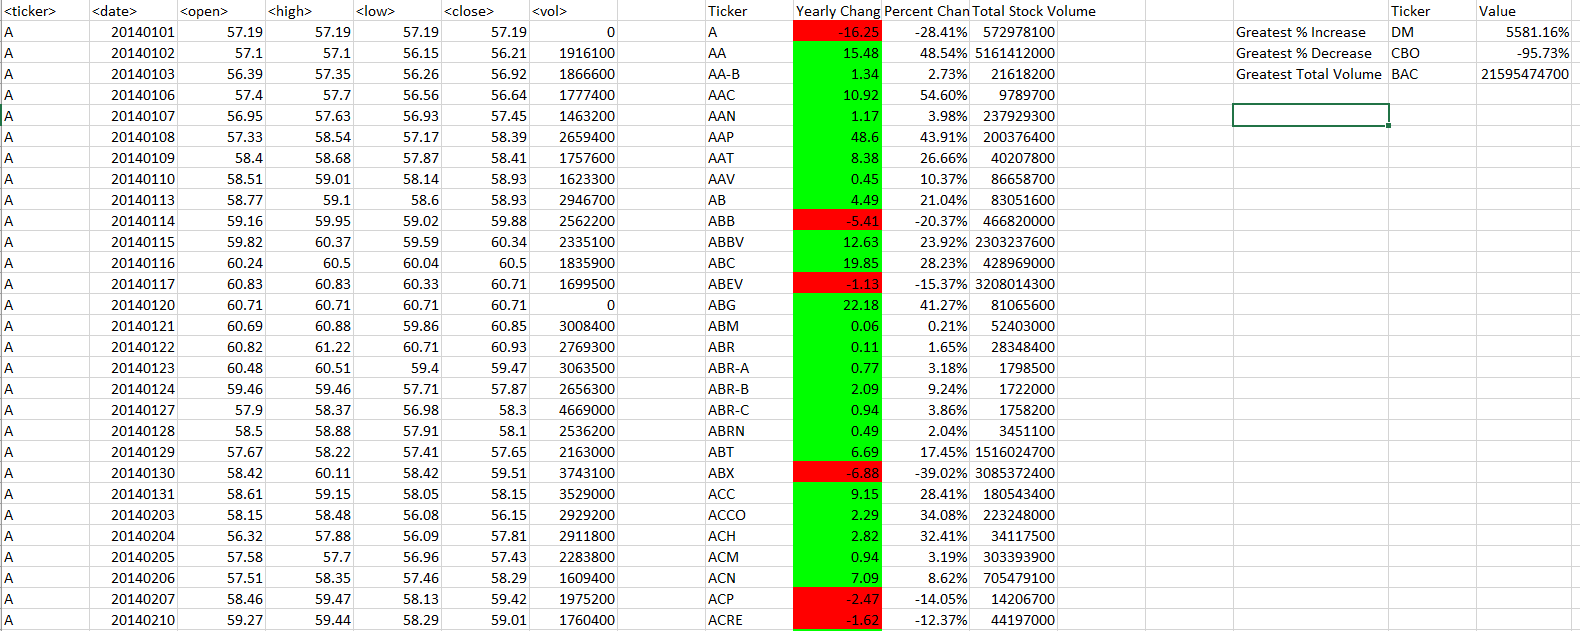 <ticker> <date> <open> <high> <low> <close> <vol> Ticker Yearly Chang Percent Chan Total Stock Volume Ticker Value
A 20140101 57.19 57.19 57.19 57.19 0 A -16.25 -28.41% 572978100 Greatest % Increase DM 5581.16%
A 20140102 57.1 57.1 56.15 56.21 1916100 AA 15.48 48.54% 5161412000 Greatest % Decrease CBO -95.73%
A 20140103 56.39 57.35 56.26 56.92 1866600 AA-B 1.34 2.73% 21618200 Greatest Total Volume BAC 21595474700
A 20140106 57.4 57.7 56.56 56.64 1777400 AAC 10.92 54.60% 9789700
A 20140107 56.95 57.63 56.93 57.45 1463200 AAN 1.17 3.98% 237929300
A 20140108 57.33 58.54 57.17 58.39 2659400 AAP 48.6 43.91% 200376400
A 20140109 58.4 58.68 57.87 58.41 1757600 AAT 8.38 26.66% 40207800
A 20140110 58.51 59.01 58.14 58.93 1623300 AAV 0.45 10.37% 86658700
A 20140113 58.77 59.1 58.6 58.93 2946700 AB 4.49 21.04% 83051600
A 20140114 59.16 59.95 59.02 59.88 2562200 ABB -5.41 -20.37% 466820000
A 20140115 59.82 60.37 59.59 60.34 2335100 ABBV 12.63 23.92% 2303237600
A 20140116 60.24 60.5 60.04 60.5 1835900 ABC 19.85 28.23% 428969000
A 20140117 60.83 60.83 60.33 60.71 1699500 ABEV -1.13 -15.37% 3208014300
A 20140120 60.71 60.71 60.71 60.71 0 ABG 22.18 41.27% 81065600
A 20140121 60.69 60.88 59.86 60.85 3008400 ABM 0.06 0.21% 52403000
A 20140122 60.82 61.22 60.71 60.93 2769300 ABR 0.11 1.65% 28348400
A 20140123 60.48 60.51 59.4 59.47 3063500 ABR-A 0.77 3.18% 1798500
A 20140124 59.46 59.46 57.71 57.87 2656300 ABR-B 2.09 9.24% 1722000
A 20140127 57.9 58.37 56.98 58.3 4669000 ABR-C 0.94 3.86% 1758200
A 20140128 58.5 58.88 57.91 58.1 2536200 ABRN 0.49 2.04% 3451100
A 20140129 57.67 58.22 57.41 57.65 2163000 ABT 6.69 17.45% 1516024700
A 20140130 58.42 60.11 58.42 59.51 3743100 ABX -6.88 -39.02% 3085372400
A 20140131 58.61 59.15 58.05 58.15 3529000 ACC 9.15 28.41% 180543400
A 20140203 58.15 58.48 56.08 56.15 2929200 ACCO 2.29 34.08% 223248000
A 20140204 56.32 57.88 56.09 57.81 2911800 ACH 2.82 32.41% 34117500
A 20140205 57.58 57.7 56.96 57.43 2283800 ACM 0.94 3.19% 303393900
A 20140206 57.51 58.35 57.46 58.29 1609400 ACN 7.09 8.62% 705479100
A 20140207 58.46 59.47 58.13 59.42 1975200 ACP -2.47 -14.05% 14206700
A 20140210 59.27 59.44 58.29 59.01 1760400 ACRE -1.62 -12.37% 44197000